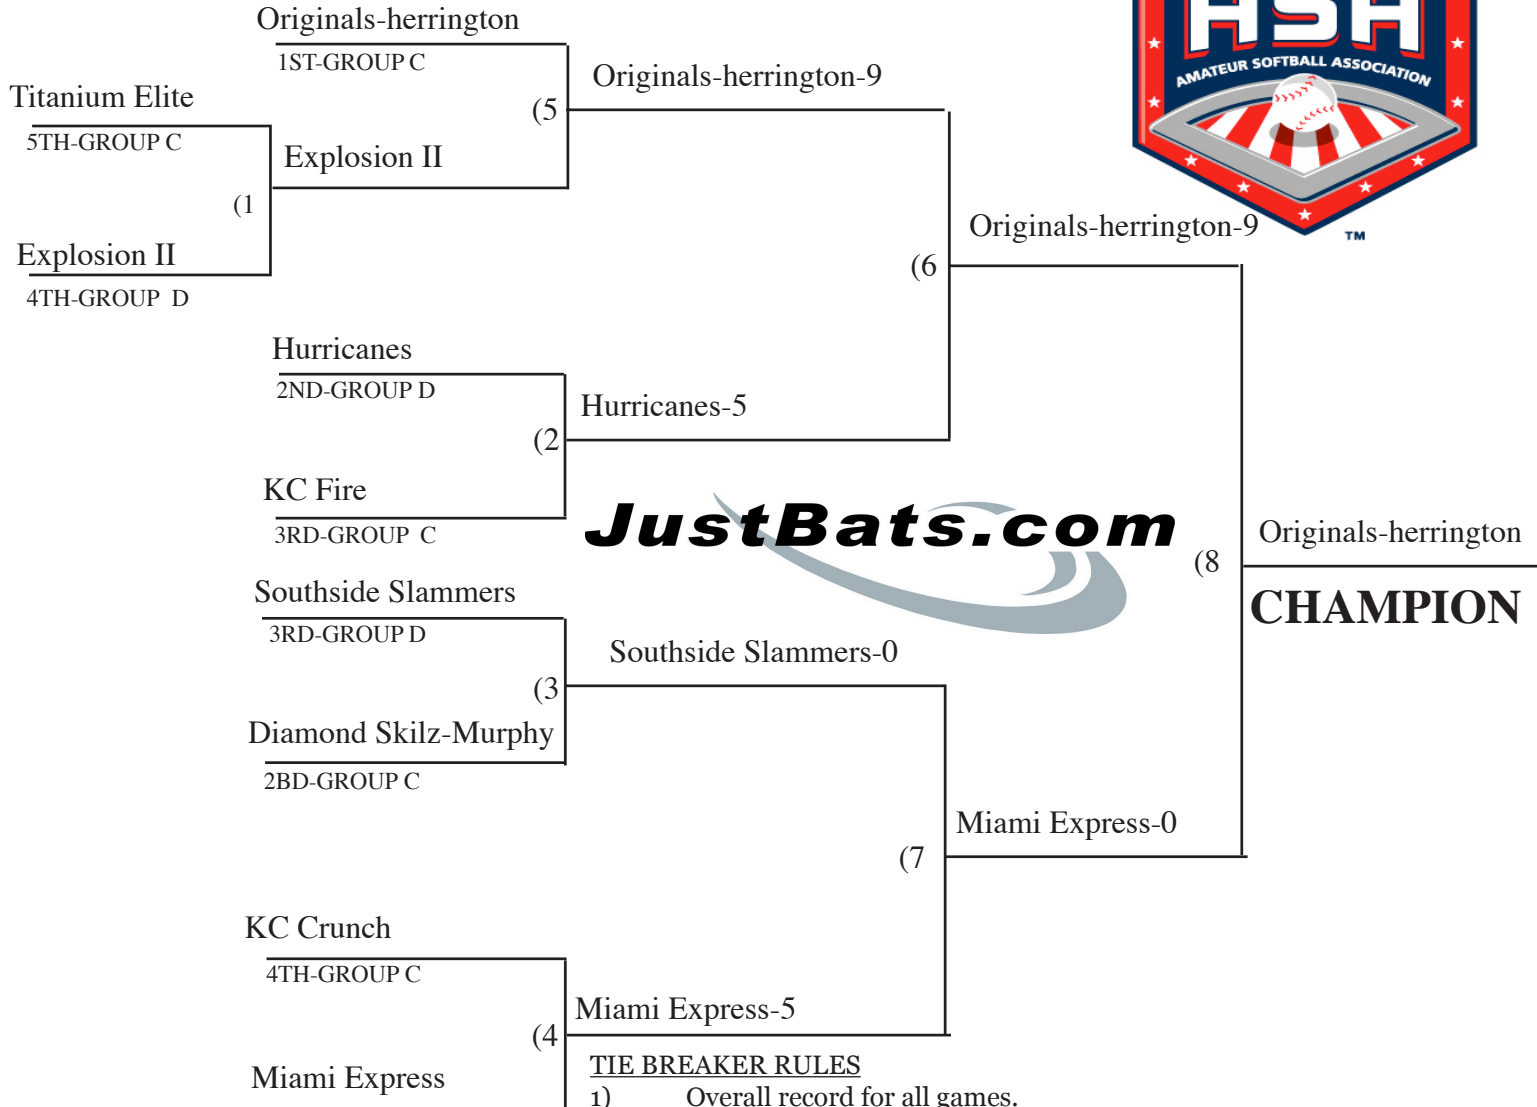 Originals-herrington
1ST-GROUP C
Titanium Elite
5TH-GROUP C
(5
Originals-herrington-9
Explosion II
(1
Explosion II
4TH-GROUP D
AMATEUR SOFTBALL ASSOCIATION
TM
Originals-herrington-9
(6
Hurricanes
2ND-GROUP D
Hurricanes-5
(2
KC Fire
3RD-GROUP C
JustBats.com
(8
Originals-herrington
CHAMPION
Southside Slammers
3RD-GROUP D
Southside Slammers-0
(3
Diamond Skilz-Murphy
2BD-GROUP C
Miami Express-0
(7
KC Crunch
4TH-GROUP C
Miami Express-5
(4
Miami Express
TIE BREAKER RULES
1) Overall record for all games.